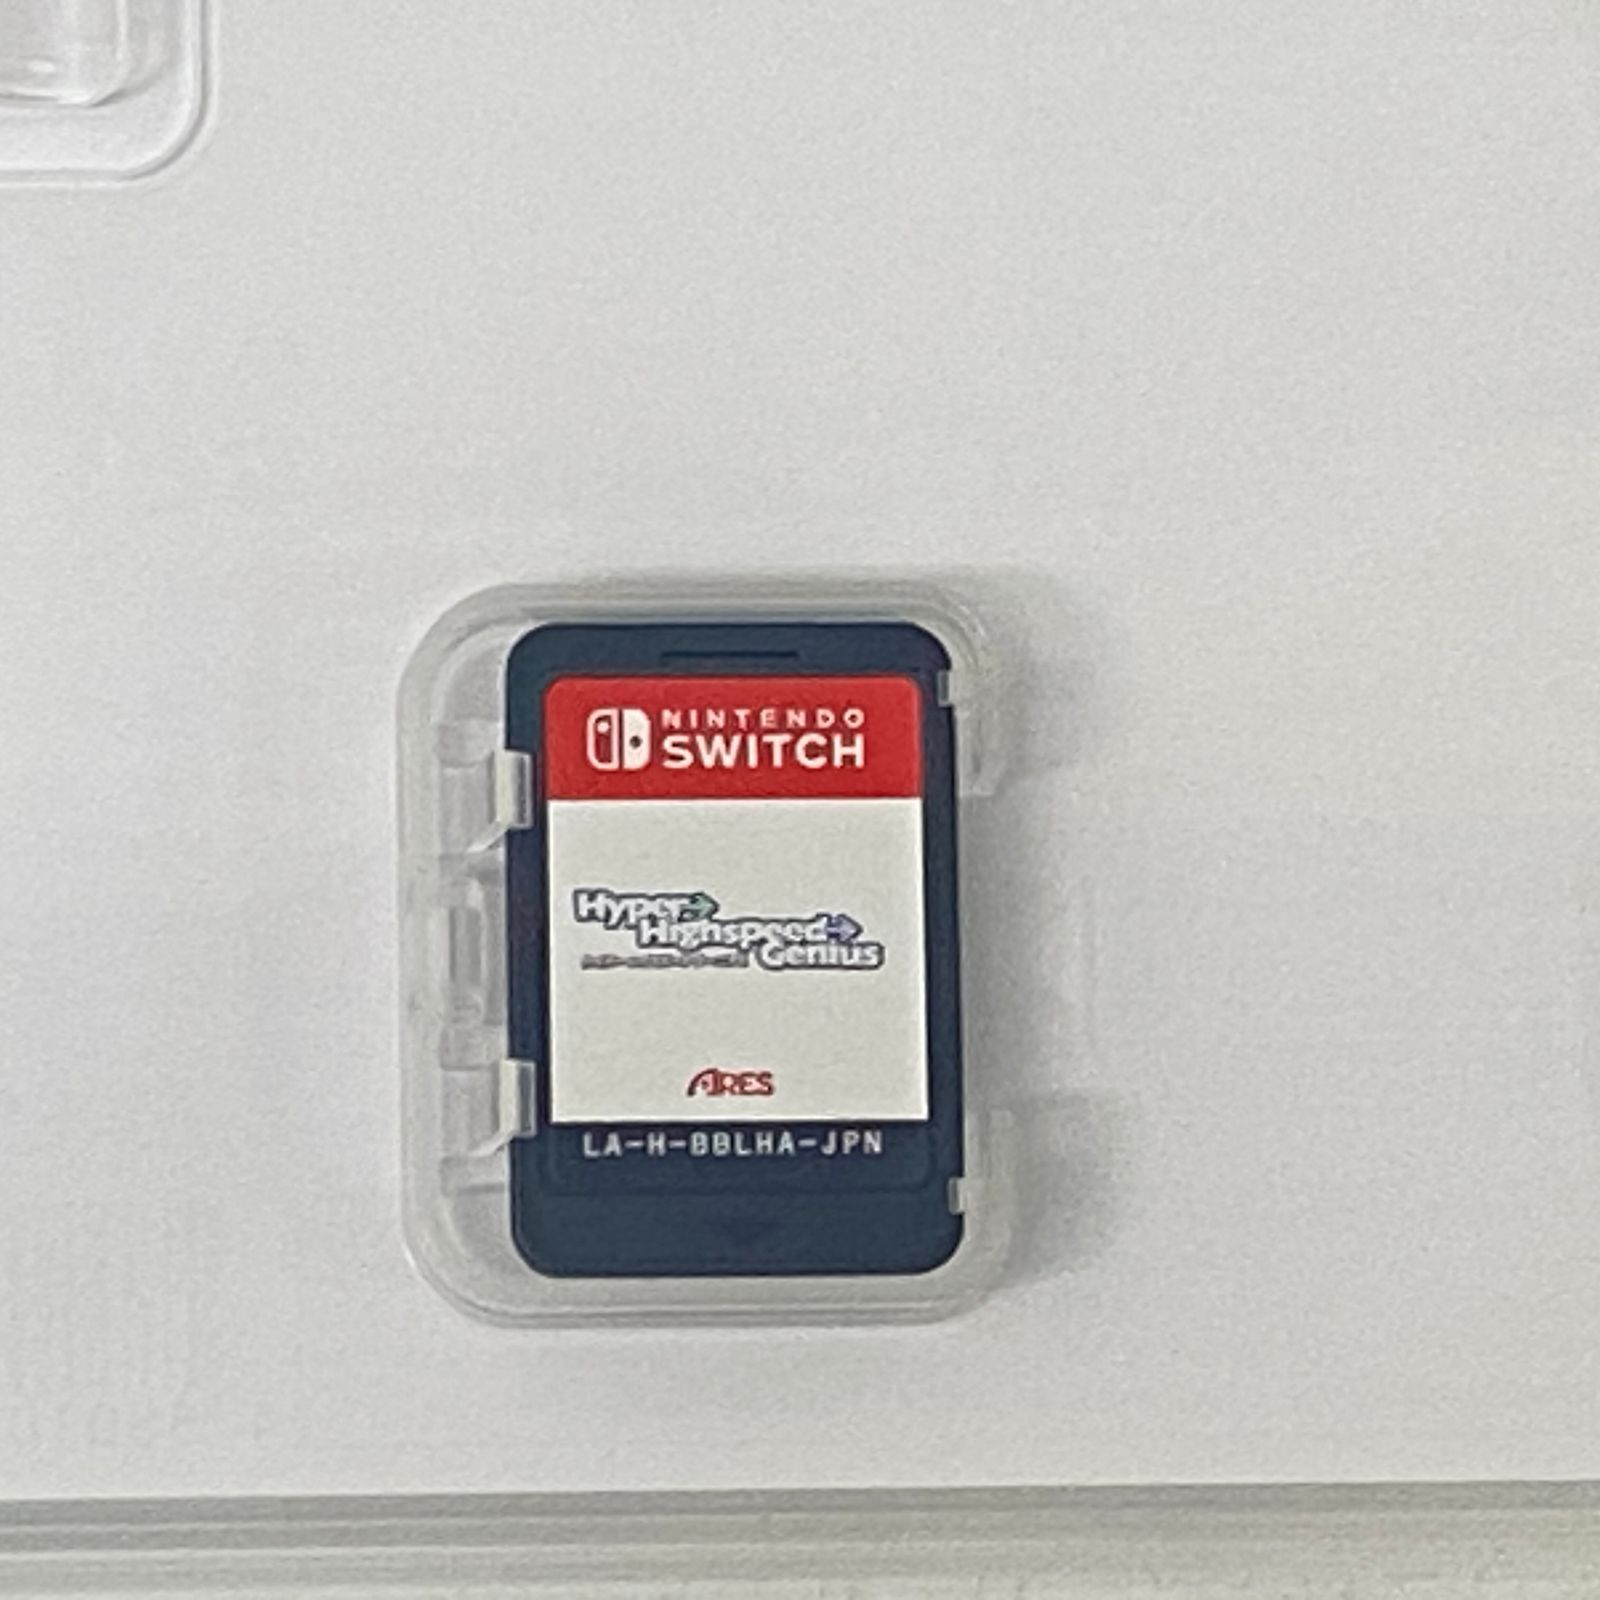 NINTENDO
SWITCH
Hyper
Highspeed
Genius
ARES
LA-H-BBLHA-JPN